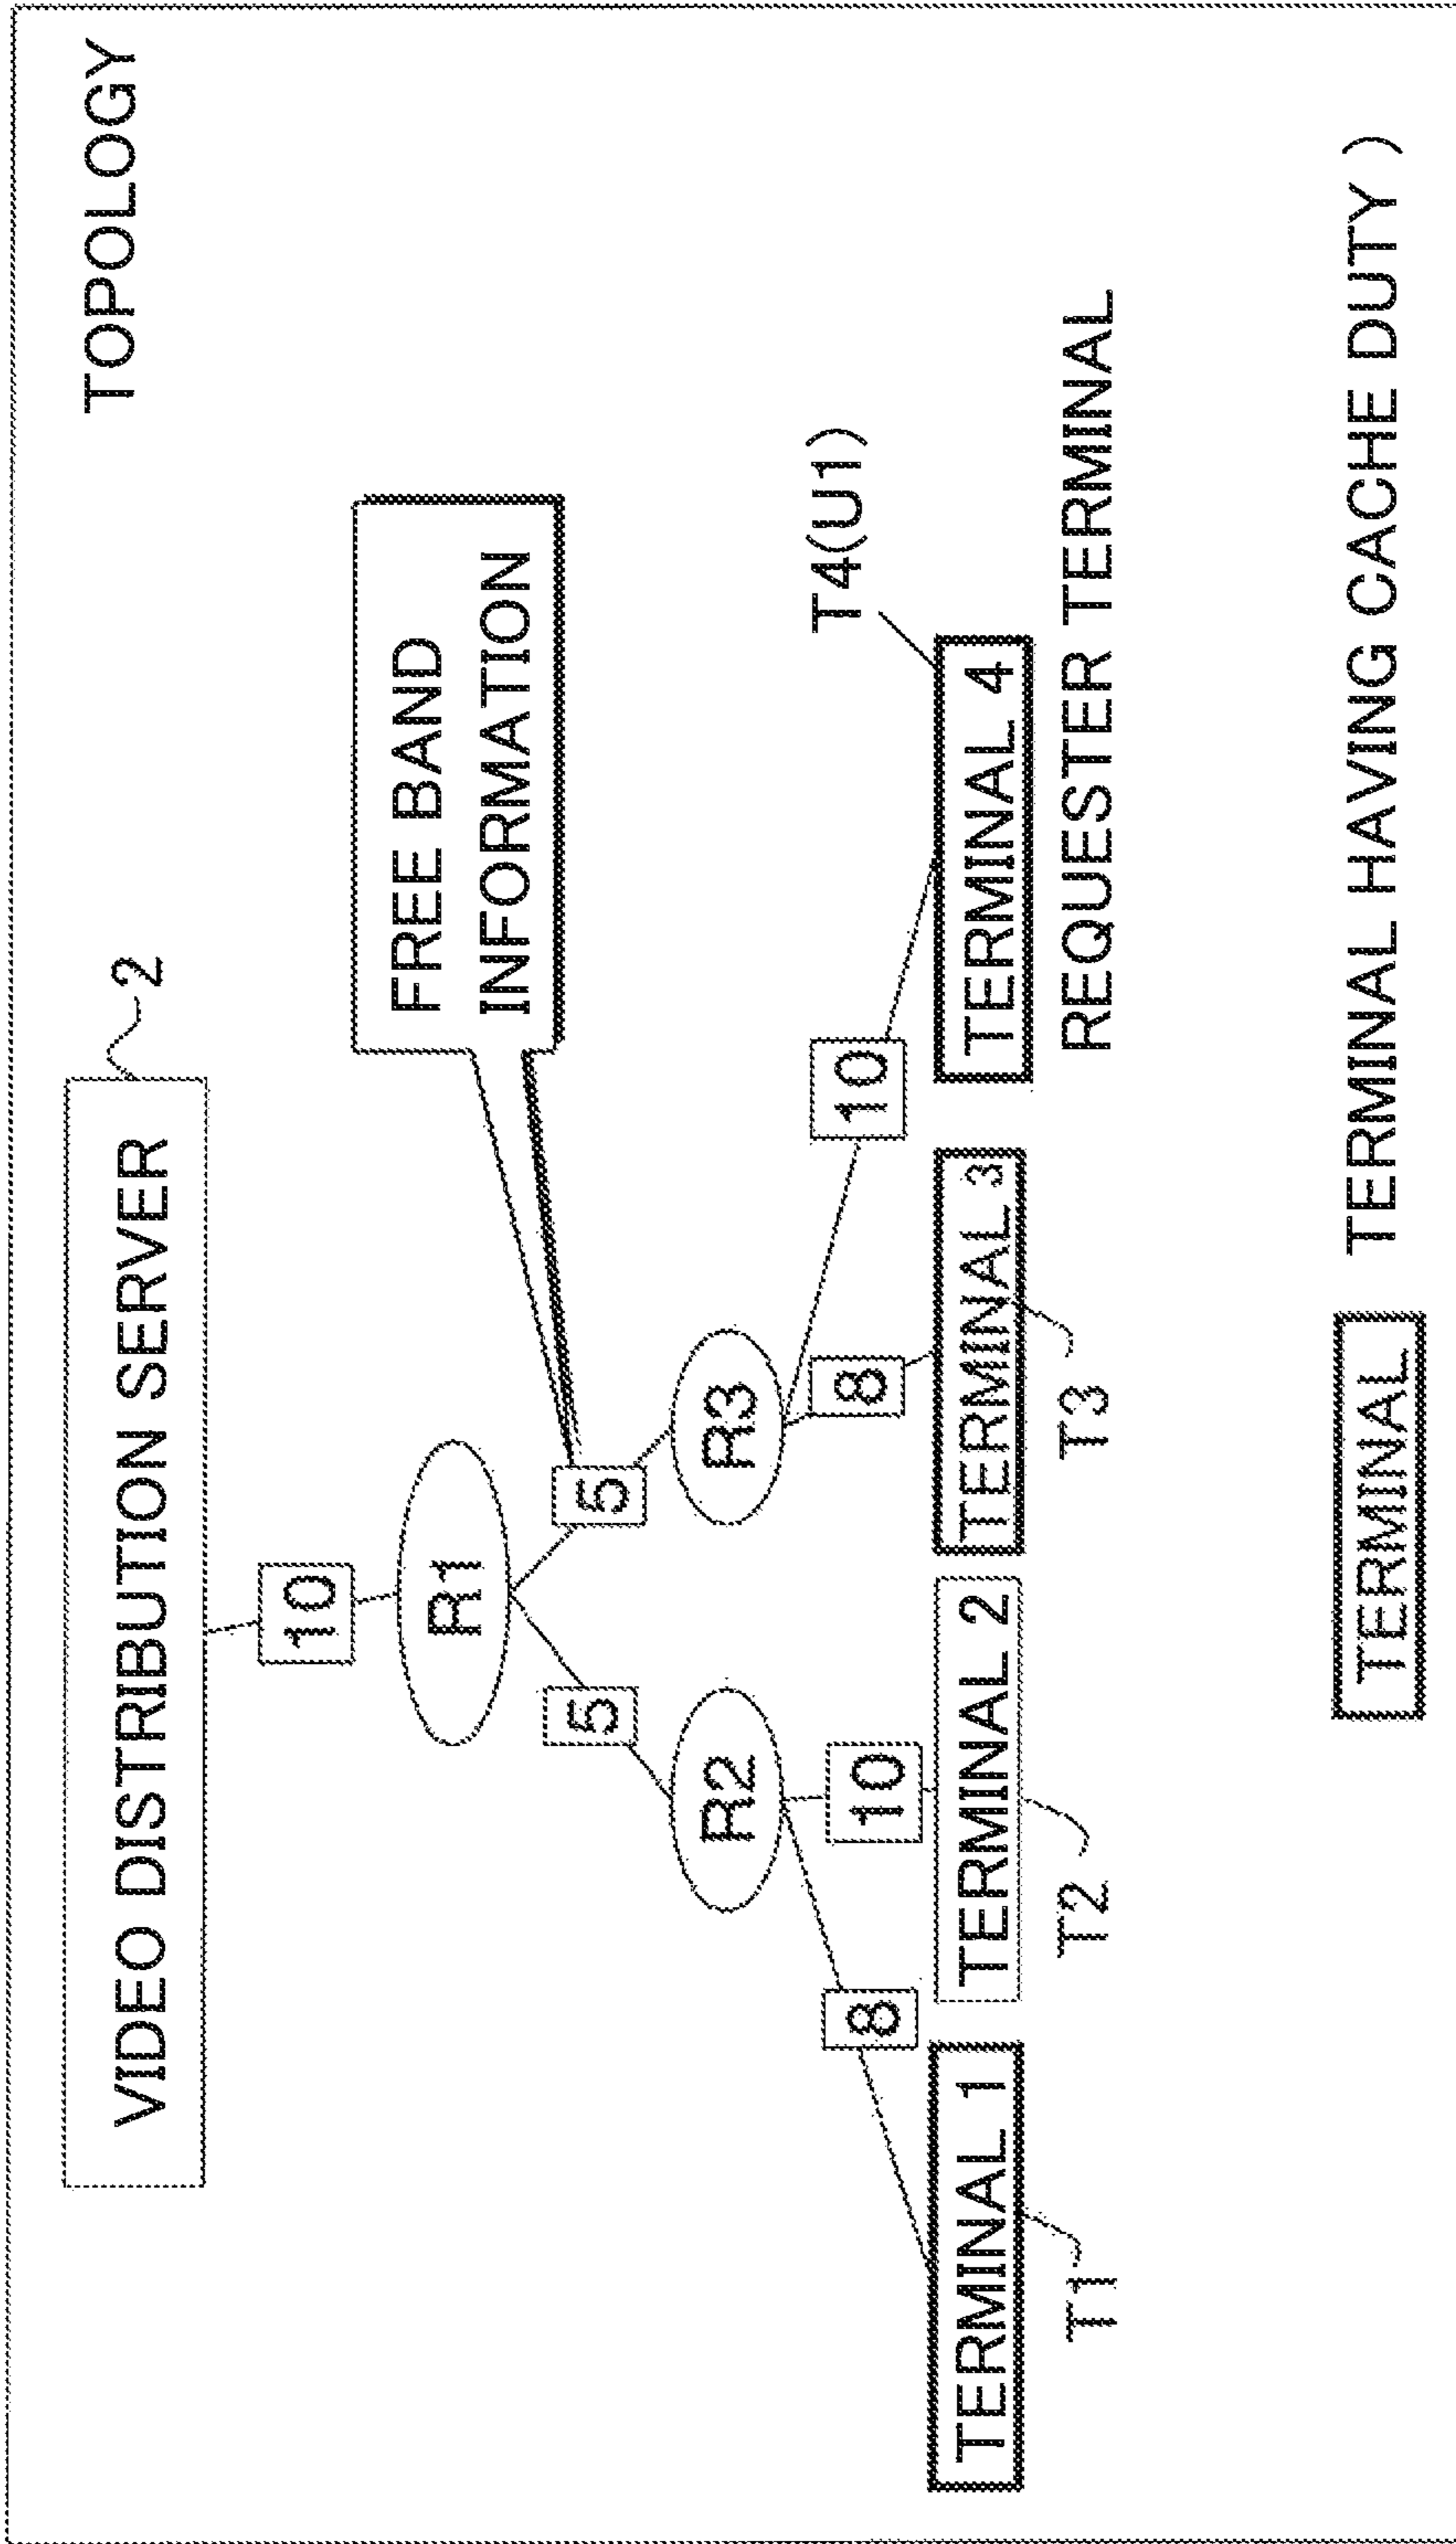 TOPOLOGY
VIDEO DISTRIBUTION SERVER
2
10
R1
FREE BAND
INFORMATION
5
5
R2
R3
8
10
8
10
T4(U1)
TERMINAL 1
TERMINAL 2
TERMINAL 3
TERMINAL 4
T1
T2
T3
REQUESTER TERMINAL
TERMINAL
TERMINAL HAVING CACHE DUTY )